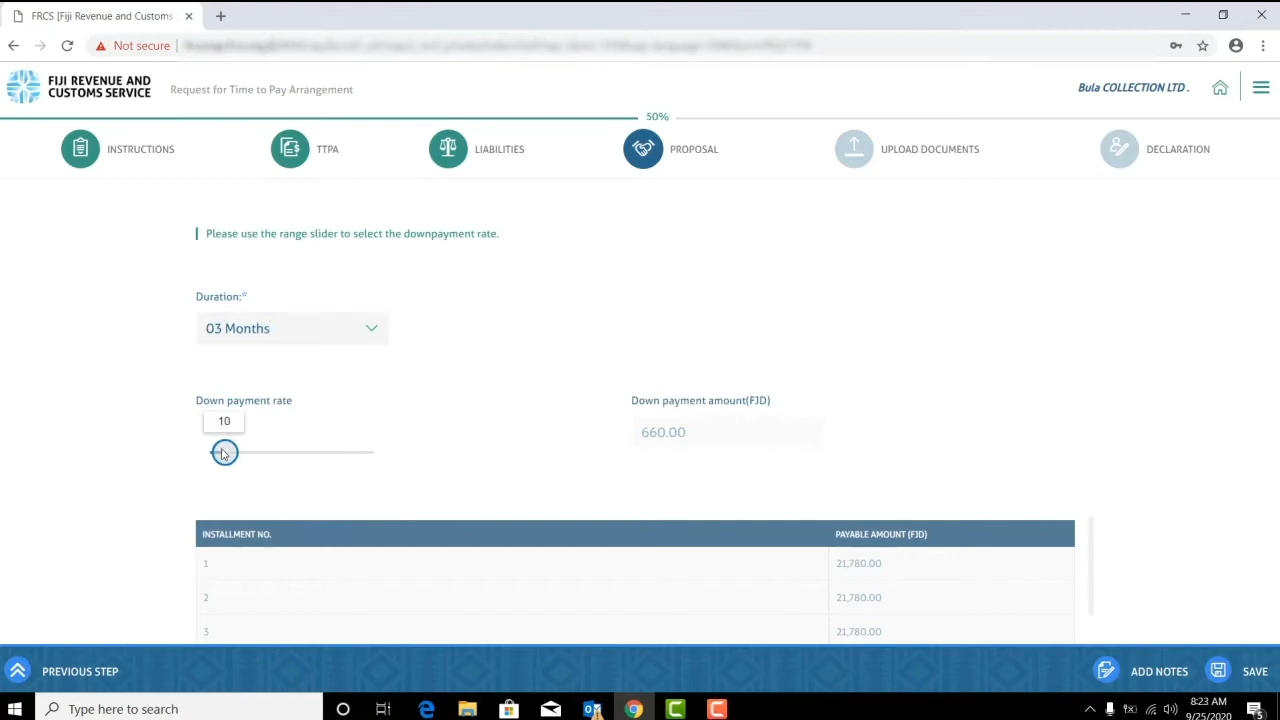 FRCS [Fiji Revenue and Customs
Not secure
FIJI REVENUE AND
CUSTOMS SERVICE
Request for Time to Pay Arrangement
Bula COLLECTION LTD .
50%
INSTRUCTIONS
TTPA
LIABILITIES
PROPOSAL
UPLOAD DOCUMENTS
DECLARATION
Please use the range slider to select the downpayment rate.
Duration:*
03 Months
Down payment rate
Down payment amount(FJD)
10
660.00
INSTALLMENT NO. PAYABLE AMOUNT (FJD)
1 21,780.00
2 21,780.00
3 21,780.00
PREVIOUS STEP
ADD NOTES
SAVE
Type here to search
8:23 AM
9/25/2020
5